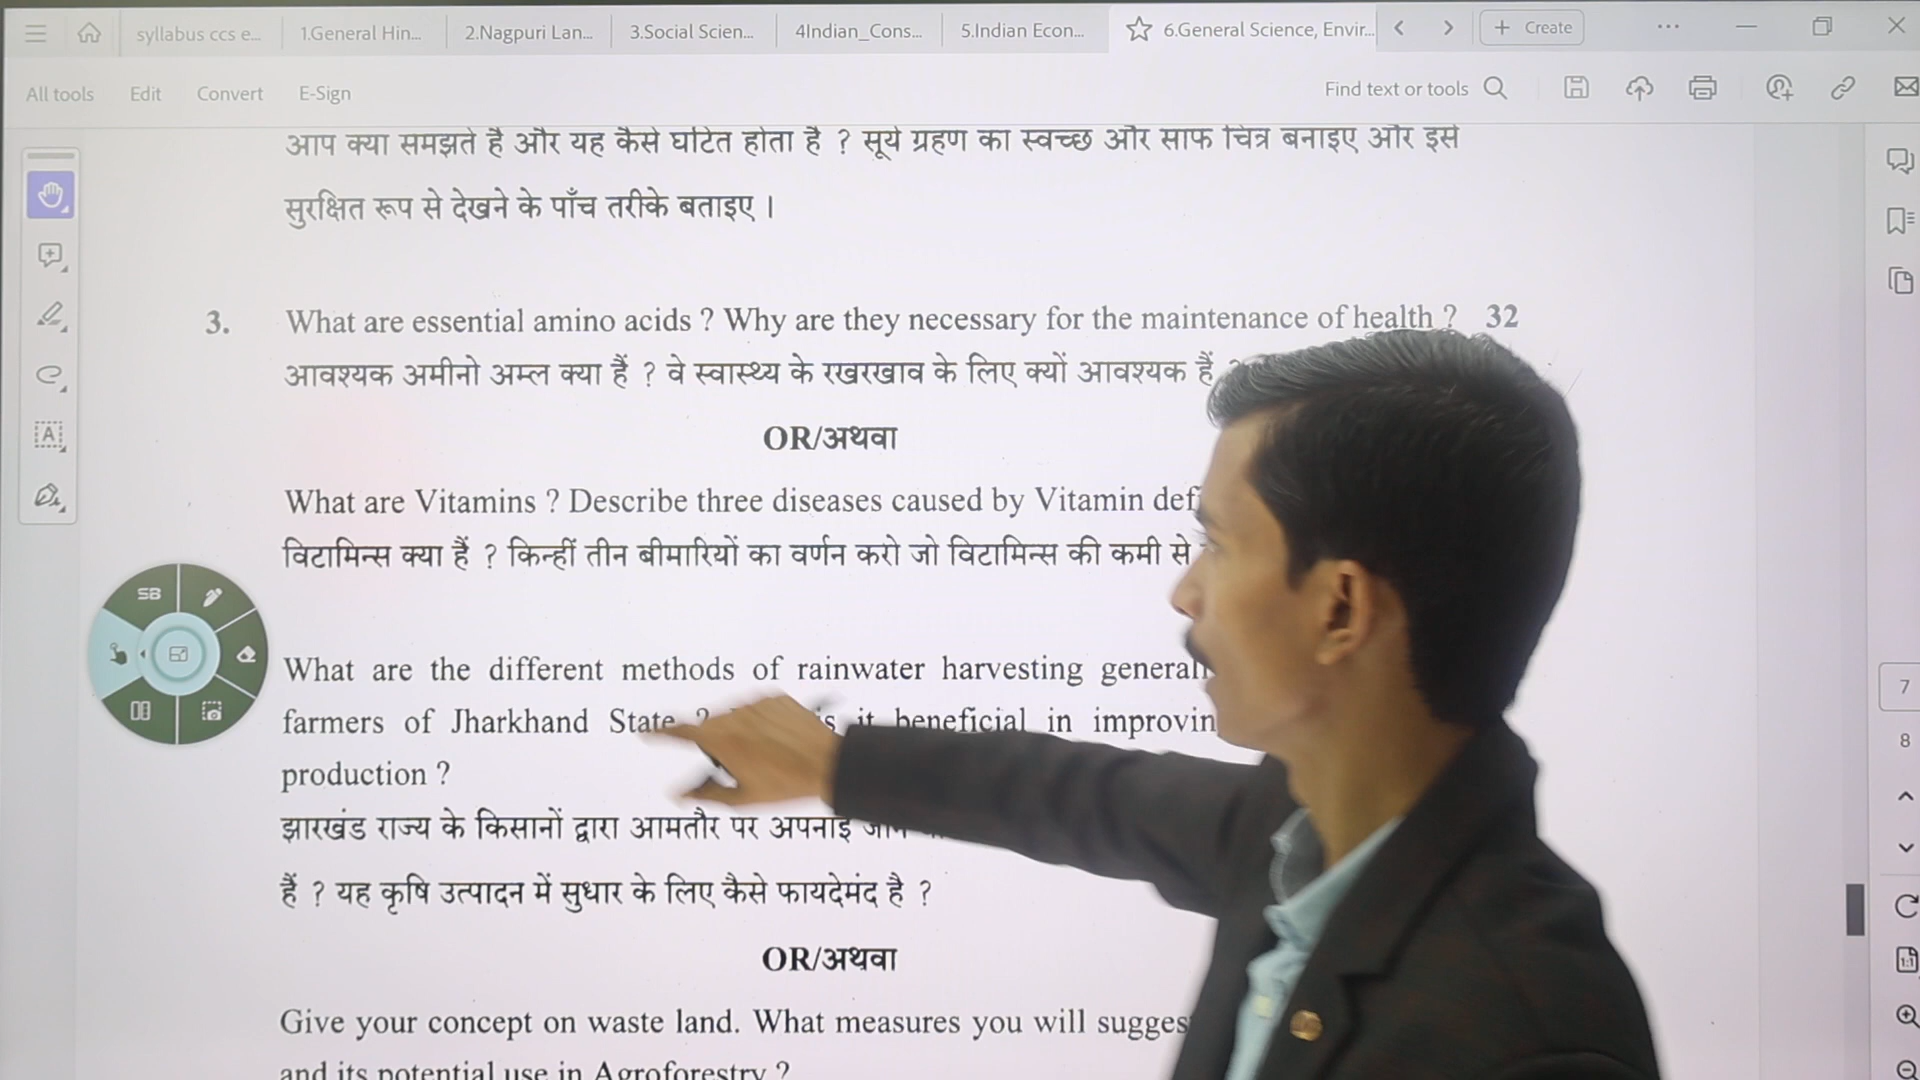 syllabus ccs e...
1.General Hin...
2.Nagpuri Lan...
3.Social Scien...
4Indian_Cons...
5.Indian Econ...
6.General Science, Envir...
+ Create
All tools
Edit
Convert
E-Sign
Find text or tools
आप क्या समझते है और यह कैसे घटित होता है ? सूर्य ग्रहण का स्वच्छ और साफ चित्र बनाइए और इसे
सुरक्षित रूप से देखने के पाँच तरीके बताइए ।
3. What are essential amino acids ? Why are they necessary for the maintenance of health ? 32
आवश्यक अमीनो अम्ल क्या हैं ? वे स्वास्थ्य के रखरखाव के लिए क्यों आवश्यक हैं ?
OR/अथवा
What are Vitamins ? Describe three diseases caused by Vitamin
विटामिन्स क्या हैं ? किन्हीं तीन बीमारियों का वर्णन करो जो विटामिन्स की कमी से
SB
What are the different methods of rainwater harvesting
farmers of Jharkhand State ? is it beneficial in
production ?
झारखंड राज्य के किसानों द्वारा आमतौर पर अपनाई
हैं ? यह कृषि उत्पादन में सुधार के लिए कैसे फायदेमंद है ?
OR/अथवा
Give your concept on waste land. What measures you will
and its potential use in Agroforestry ?
7
8
1:1